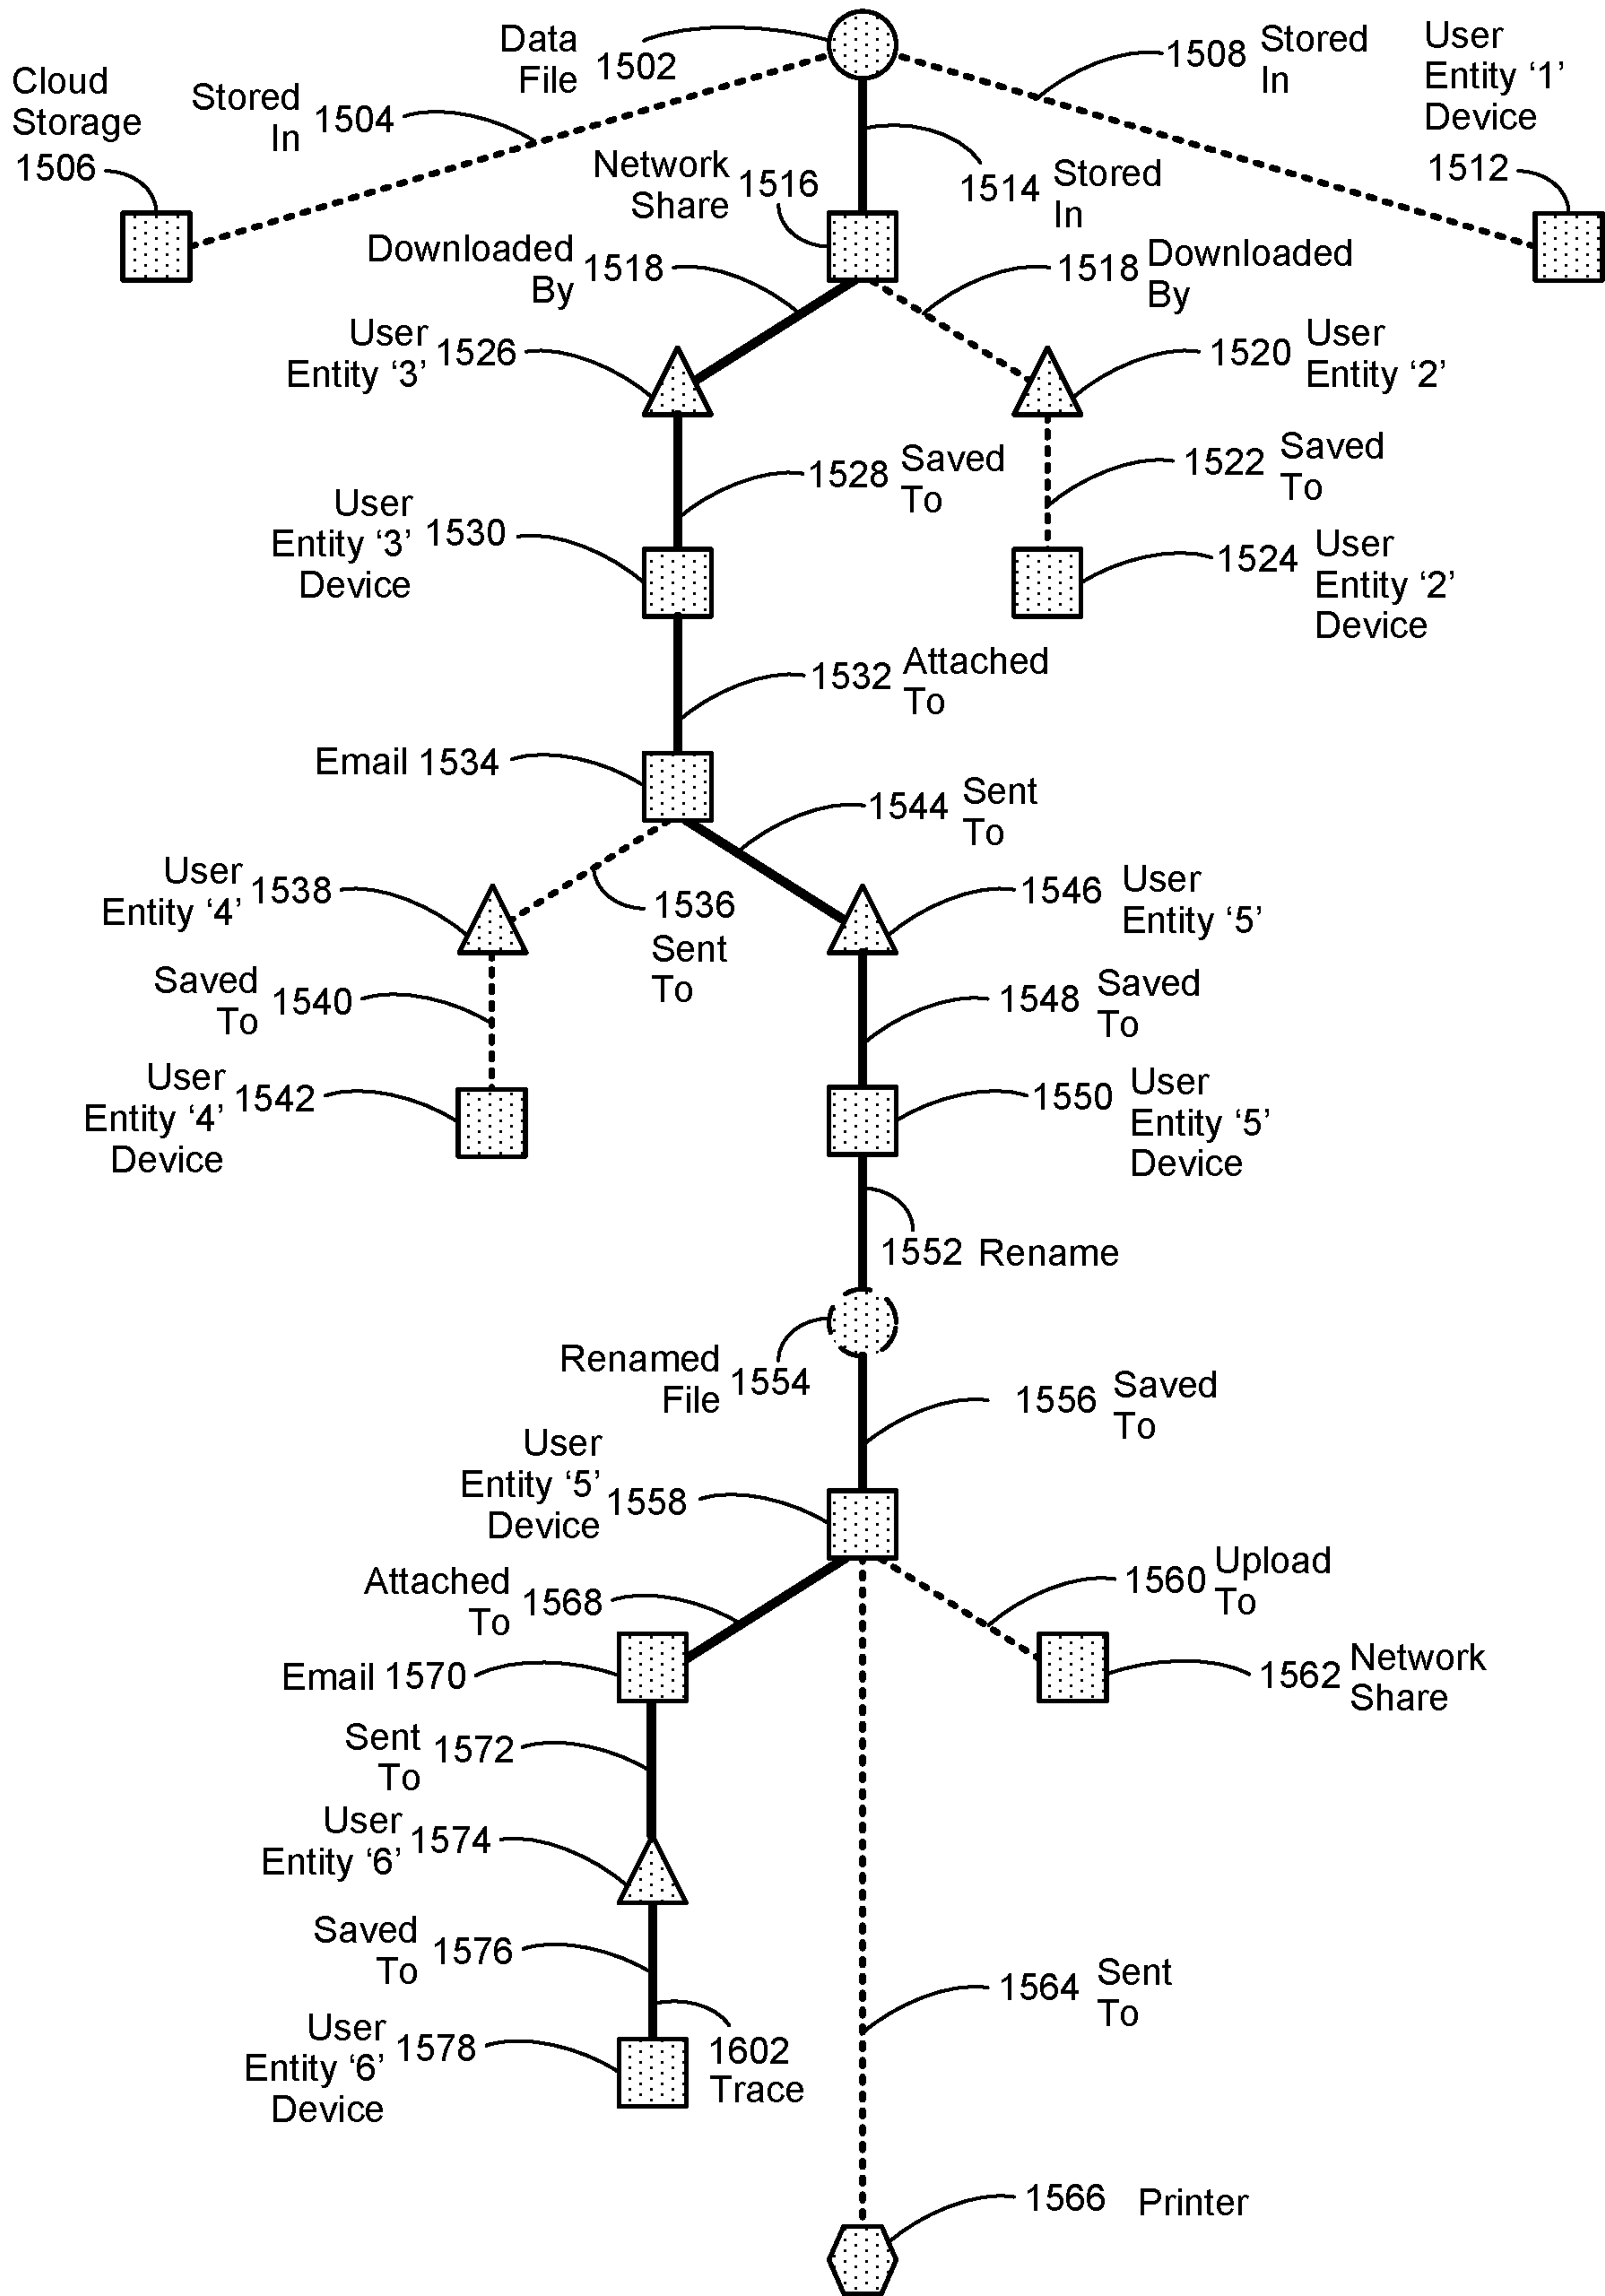 Data
File 1502
1508 Stored
In
User
Entity ‘1’
Device
1512
Cloud
Storage
1506
Stored
In 1504
Network
Share 1516
1514 Stored
In
Downloaded
By 1518
1518 Downloaded
By
User
Entity ‘3’ 1526
1520 User
Entity ‘2’
1528 Saved
To
1522 Saved
To
User
Entity ‘3’ 1530
Device
1524 User
Entity ‘2’
Device
1532 Attached
To
Email 1534
1544 Sent
To
User
Entity ‘4’ 1538
1536
Sent
To
1546 User
Entity ‘5’
Saved
To 1540
1548 Saved
To
User
Entity ‘4’ 1542
Device
1550 User
Entity ‘5’
Device
1552 Rename
Renamed
File 1554
1556 Saved
To
User
Entity ‘5’ 1558
Device
Attached
To 1568
1560 Upload
To
Email 1570
1562 Network
Share
Sent
To 1572
User
Entity ‘6’ 1574
Saved
To 1576
1564 Sent
To
User
Entity ‘6’ 1578
Device
1602
Trace
1566 Printer